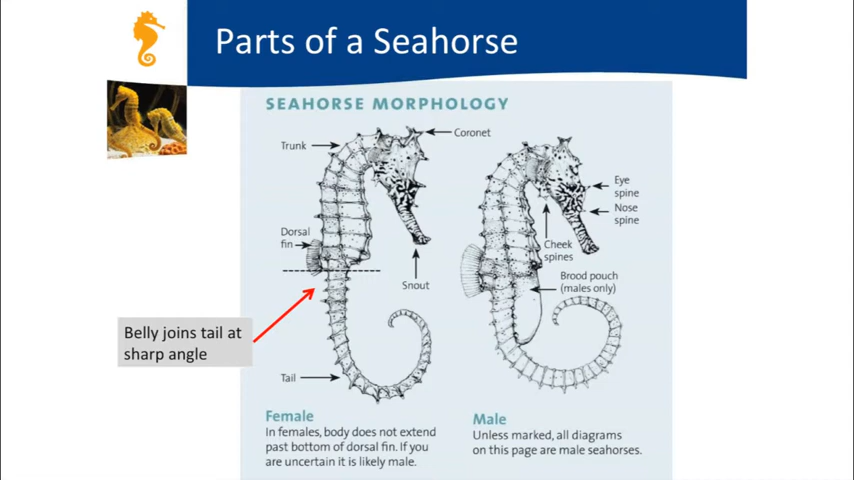 Parts of a Seahorse
SEAHORSE MORPHOLOGY
Coronet
Trunk
Eye
spine
Nose
spine
Dorsal
fin
Cheek
spines
Snout
Brood pouch
(males only)
Belly joins tail at
sharp angle
Tail
Female
In females, body does not extend
past bottom of dorsal fin. If you
are uncertain it is likely male.
Male
Unless marked, all diagrams
on this page are male seahorses.